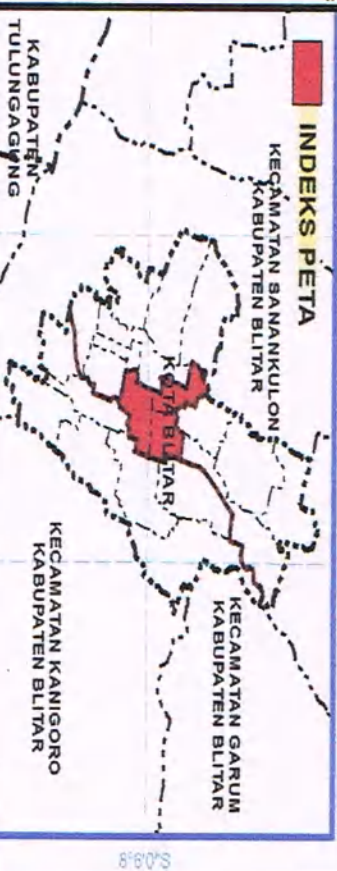 INDEKS PETA
KECAMATAN SANANKULON
KABUPATEN BLITAR
KOTA BLITAR
KECAMATAN GARUM
KABUPATEN BLITAR
KABUPATEN
TULUNGAGUNG
KECAMATAN KANIGORO
KABUPATEN BLITAR
8°6'0"S